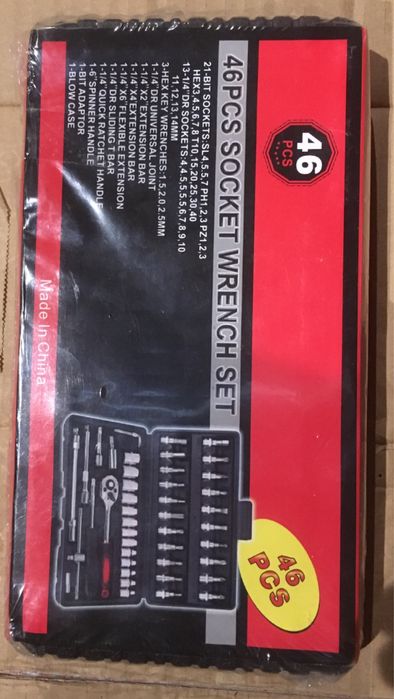 46
PCS
46PCS SOCKET WRENCH SET
21-BIT SOCKETS:SL4,5.5,7 PH1,2,3 PZ1,2,3
HEX3,4,5,6,7,8 T10,15,20,25,30,40
13-1/4"DR SOCKETS:4,4.5,5,5.5,6,7,8,9,10
11,12,13,14MM
3-HEX KEY WRENCHES:1.5,2.0,2.5MM
1-1/4"DR.UNIVERSAL JOINT
1-1/4"X2"EXTENSION BAR
1-1/4"X4"EXTENSION BAR
1-1/4"X6"FLEXIBLE EXTENSION
1-1/4"DR SLIDING T BAR
1-1/4"QUICK RATCHET HANDLE
1-6"SPINNER HANDLE
1-BIT ADAPTOR
1-BLOW CASE
Made In China
46
PCS